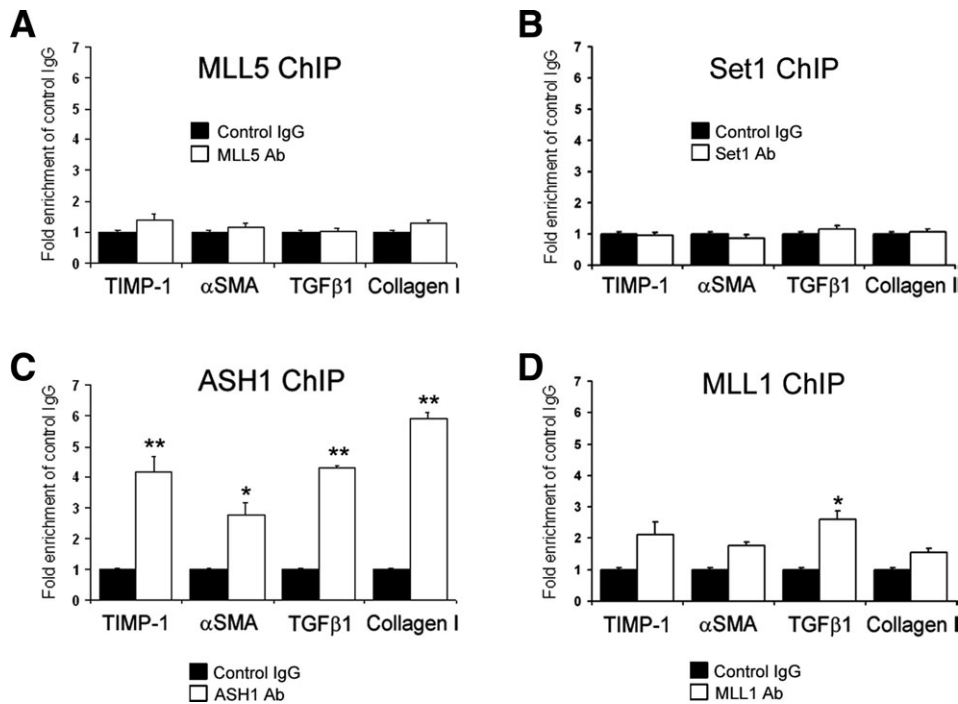 A
MLL5 ChIP
Fold enrichment of control IgG
7
6
5
4
3
2
1
0
Control IgG
MLL5 Ab
TIMP-1 αSMA TGFβ1 Collagen I
B
Set1 ChIP
Fold enrichment of control IgG
7
6
5
4
3
2
1
0
Control IgG
Set1 Ab
TIMP-1 αSMA TGFβ1 Collagen I
C
ASH1 ChIP
Fold enrichment of control IgG
7
6
5
4
3
2
1
0
** * ** **
TIMP-1 αSMA TGFβ1 Collagen I
Control IgG
ASH1 Ab
D
MLL1 ChIP
Fold enrichment of control IgG
7
6
5
4
3
2
1
0
*
TIMP-1 αSMA TGFβ1 Collagen I
Control IgG
MLL1 Ab